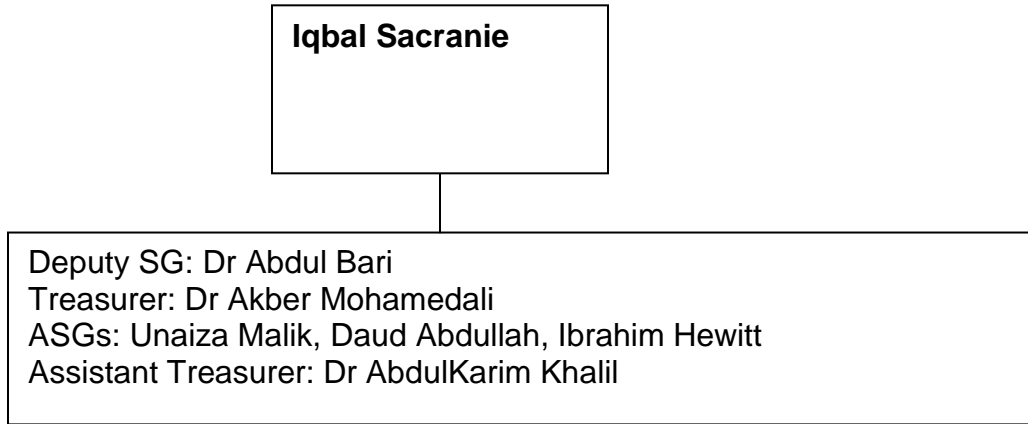 Iqbal Sacranie
Deputy SG: Dr Abdul Bari
Treasurer: Dr Akber Mohamedali
ASGs: Unaiza Malik, Daud Abdullah, Ibrahim Hewitt
Assistant Treasurer: Dr AbdulKarim Khalil